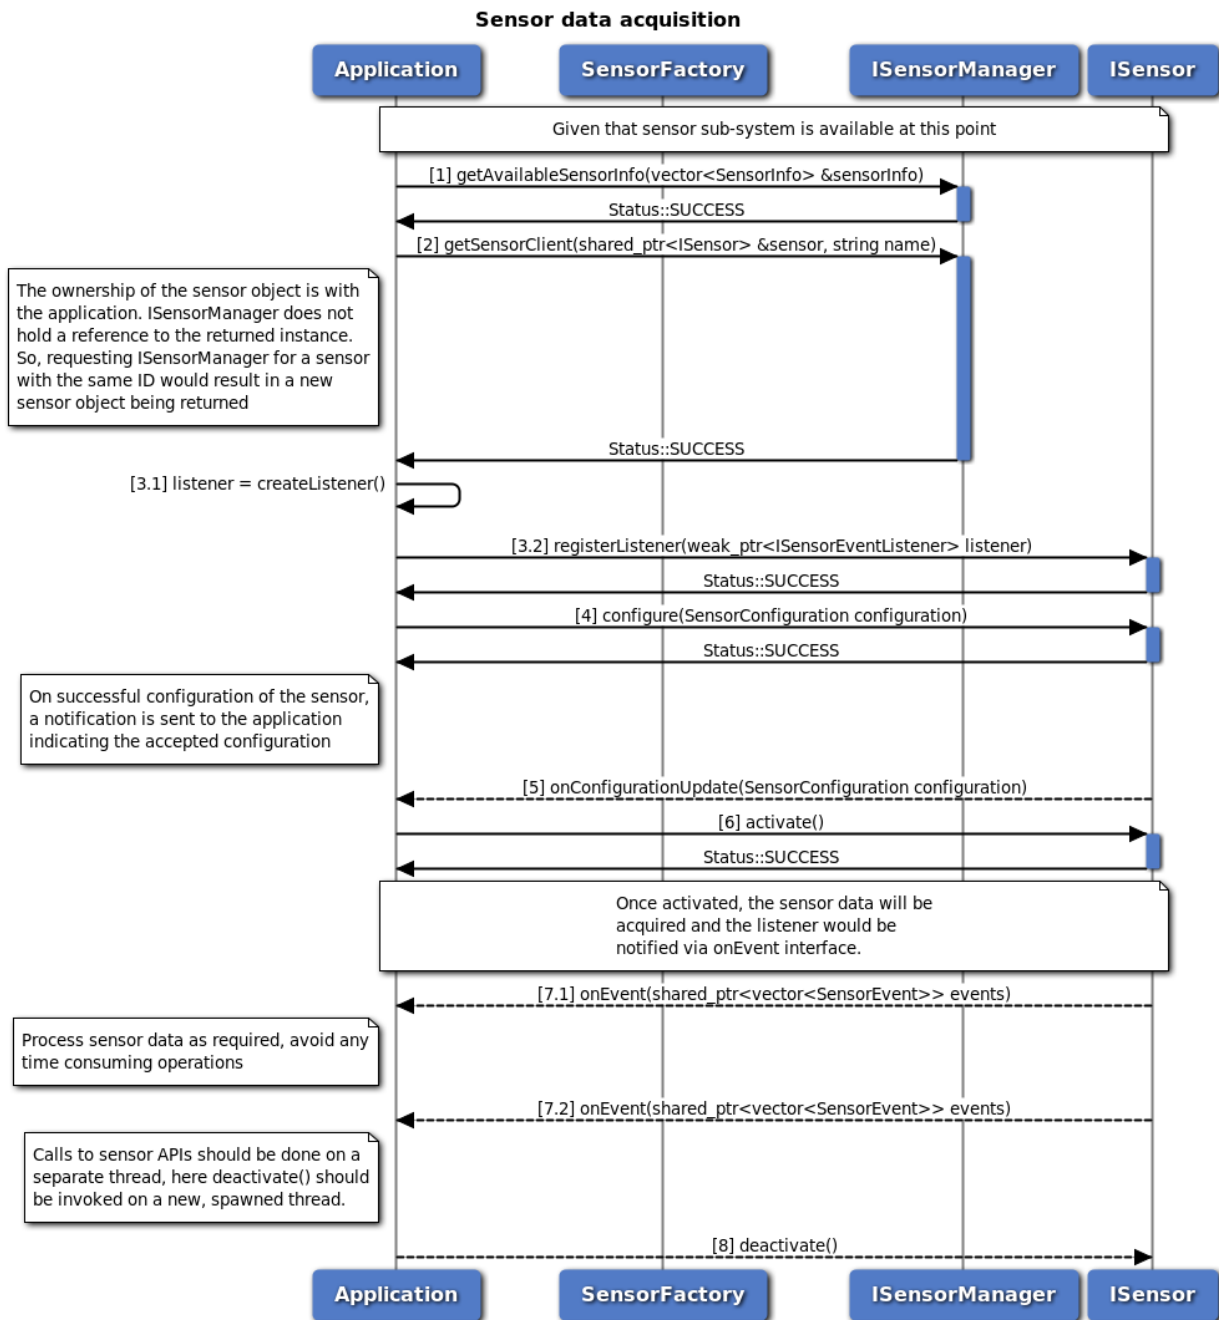 Sensor data acquisition
Application
SensorFactory
ISensorManager
ISensor
Given that sensor sub-system is available at this point
[1] getAvailableSensorInfo(vector<SensorInfo> &sensorInfo)
Status::SUCCESS
[2] getSensorClient(shared_ptr<ISensor> &sensor, string name)
The ownership of the sensor object is with
the application. ISensorManager does not
hold a reference to the returned instance.
So, requesting ISensorManager for a sensor
with the same ID would result in a new
sensor object being returned
Status::SUCCESS
[3.1] listener = createListener()
[3.2] registerListener(weak_ptr<ISensorEventListener> listener)
Status::SUCCESS
[4] configure(SensorConfiguration configuration)
Status::SUCCESS
On successful configuration of the sensor,
a notification is sent to the application
indicating the accepted configuration
[5] onConfigurationUpdate(SensorConfiguration configuration)
[6] activate()
Status::SUCCESS
Once activated, the sensor data will be
acquired and the listener would be
notified via onEvent interface.
[7.1] onEvent(shared_ptr<vector<SensorEvent>> events)
Process sensor data as required, avoid any
time consuming operations
[7.2] onEvent(shared_ptr<vector<SensorEvent>> events)
Calls to sensor APIs should be done on a
separate thread, here deactivate() should
be invoked on a new, spawned thread.
[8] deactivate()
Application
SensorFactory
ISensorManager
ISensor